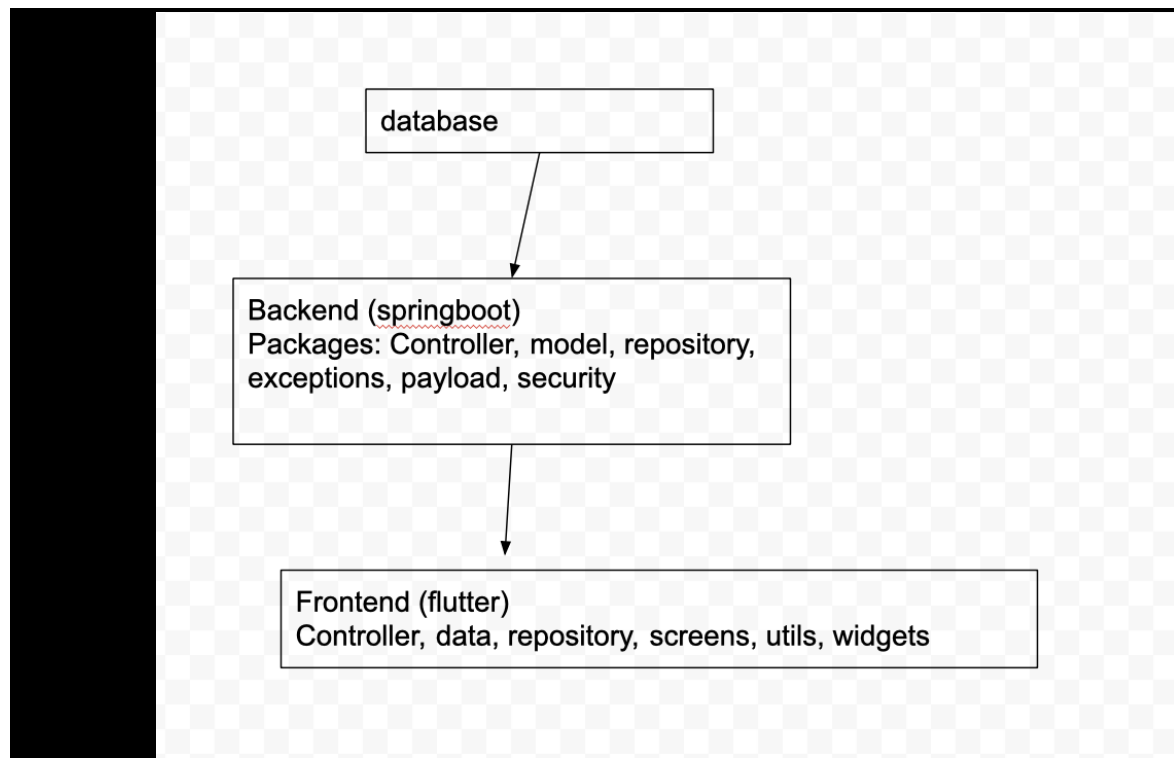 database
Backend (springboot)
Packages: Controller, model, repository,
exceptions, payload, security
Frontend (flutter)
Controller, data, repository, screens, utils, widgets